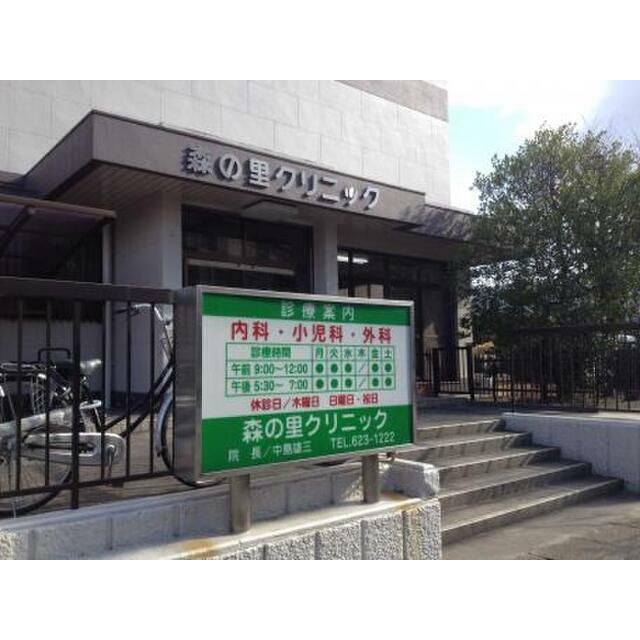 森の里クリニック
診療案内
内科・小児科・外科
診療時間 月 火 水 木 金 土
午前 9:00〜12:00 ● ● ● ／ ● ●
午後 5:30〜 7:00 ● ● ● ／ ● ●
休診日／木曜日 日曜日・祝日
森の里クリニック
院長／中島雄三 TEL.623-1222